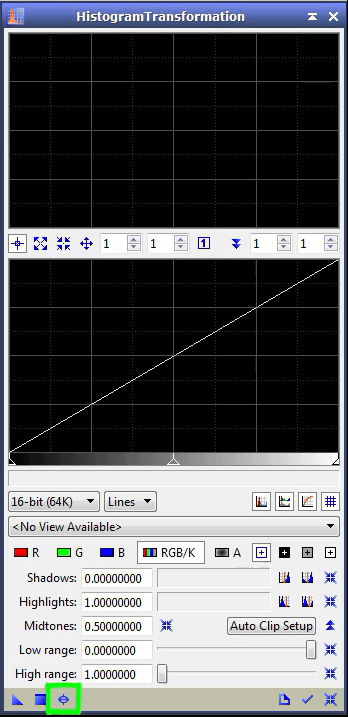 HistogramTransformation
1 1 1 1 1
16-bit (64K) Lines
<No View Available>
R G B RGB/K A
Shadows: 0.00000000
Highlights: 1.00000000
Midtones: 0.50000000 Auto Clip Setup
Low range: 0.0000000
High range: 1.0000000